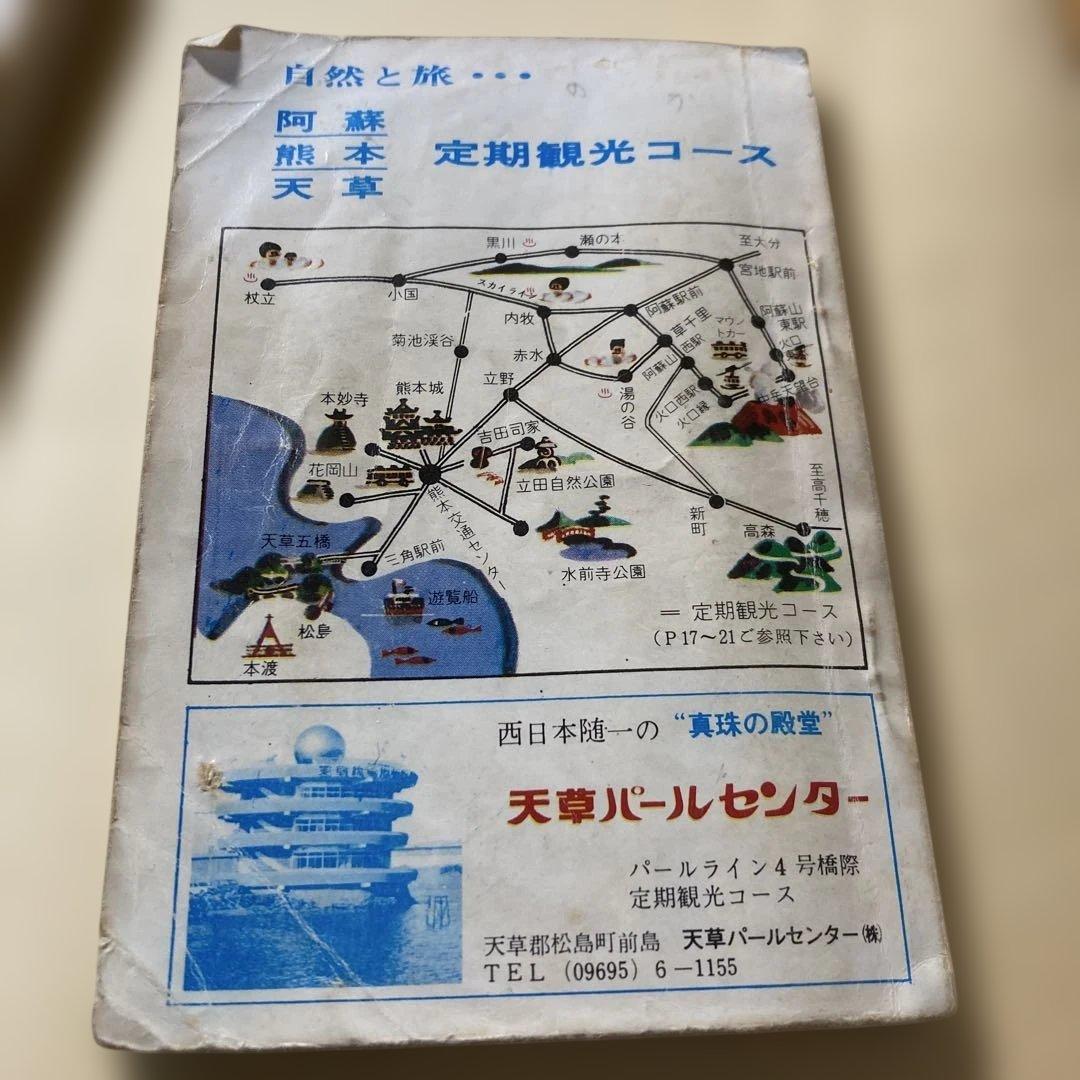 自然と旅・・・
阿蘇
熊本
天草
定期観光コース
黒川
瀬の本
至大分
杖立
小国
スカイライン
宮地駅前
内牧
阿蘇駅前
阿蘇山
東駅
菊池渓谷
赤水
草千里
マウントカー
火口
阿蘇山西駅
立野
湯の谷
火口西駅
火口縁
中岳展望台
本妙寺
熊本城
吉田司家
花岡山
立田自然公園
熊本交通センター
新町
至高千穂
高森
天草五橋
三角駅前
水前寺公園
遊覧船
松島
本渡
＝ 定期観光コース
(P17〜21ご参照下さい)
西日本随一の “真珠の殿堂”
天草パールセンター
パールライン4号橋際
定期観光コース
天草郡松島町前島 天草パールセンター㈱
TEL (09695) 6－1155